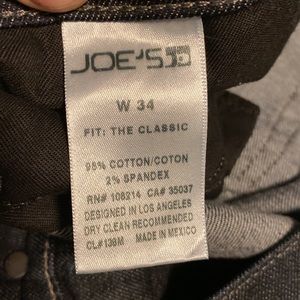 JOE'S
W 34
FIT: THE CLASSIC
98% COTTON/COTON
2% SPANDEX
RN# 106214 CA# 35037
DESIGNED IN LOS ANGELES
DRY CLEAN RECOMMENDED
CL#138M MADE IN MEXICO